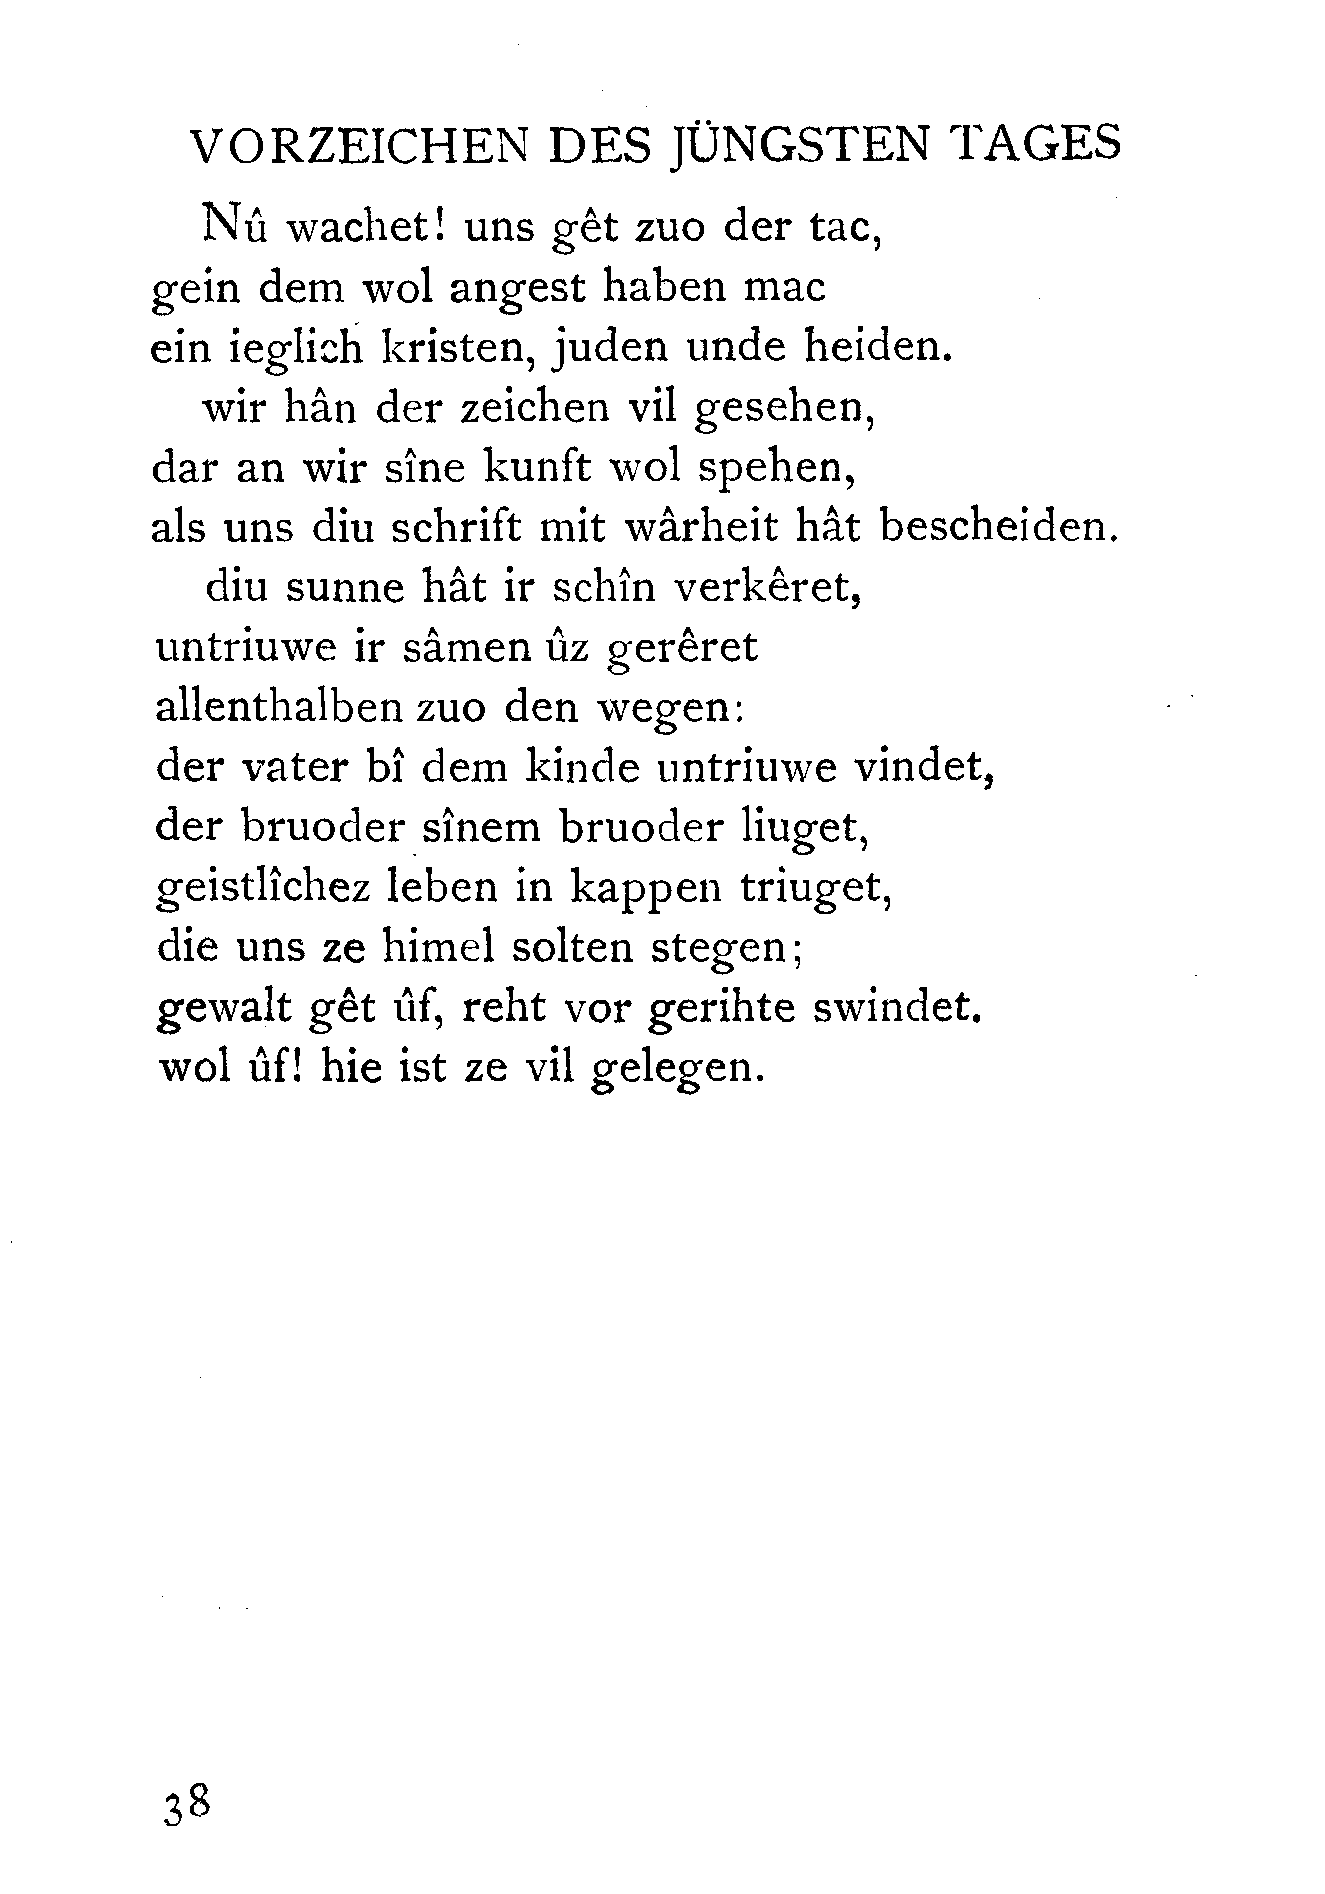 VORZEICHEN DES JÜNGSTEN TAGES
Nû wachet! uns gêt zuo der tac,
gein dem wol angest haben mac
ein ieglich kristen, juden unde heiden.
wir hân der zeichen vil gesehen,
dar an wir sîne kunft wol spehen,
als uns diu schrift mit wârheit hât bescheiden.
diu sunne hât ir schîn verkêret,
untriuwe ir sâmen ûz gerêret
allenthalben zuo den wegen:
der vater bî dem kinde untriuwe vindet,
der bruoder sînem bruoder liuget,
geistlîchez leben in kappen triuget,
die uns ze himel solten stegen;
gewalt gêt ûf, reht vor gerihte swindet.
wol ûf! hie ist ze vil gelegen.
38